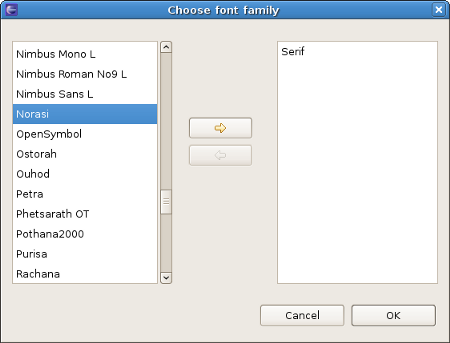 Choose font family
Nimbus Mono L
Nimbus Roman No9 L
Nimbus Sans L
Norasi
OpenSymbol
Ostorah
Ouhod
Petra
Phetsarath OT
Pothana2000
Purisa
Rachana
Serif
Cancel
OK